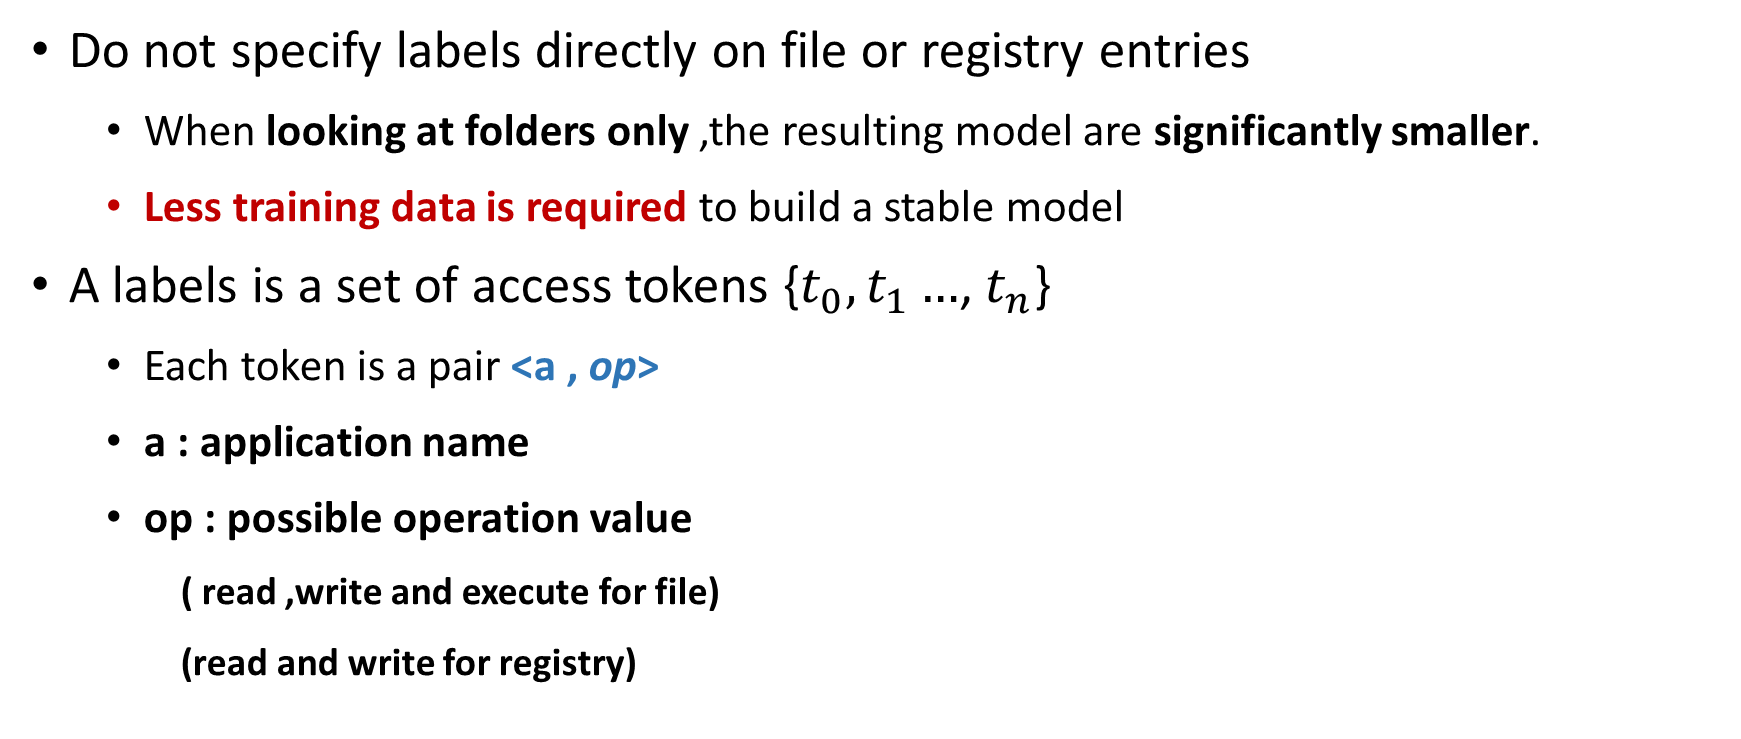 • Do not specify labels directly on file or registry entries
• When looking at folders only ,the resulting model are significantly smaller.
• Less training data is required to build a stable model
• A labels is a set of access tokens {t₀, t₁ ..., tₙ}
• Each token is a pair <a , op>
• a : application name
• op : possible operation value
( read ,write and execute for file)
(read and write for registry)